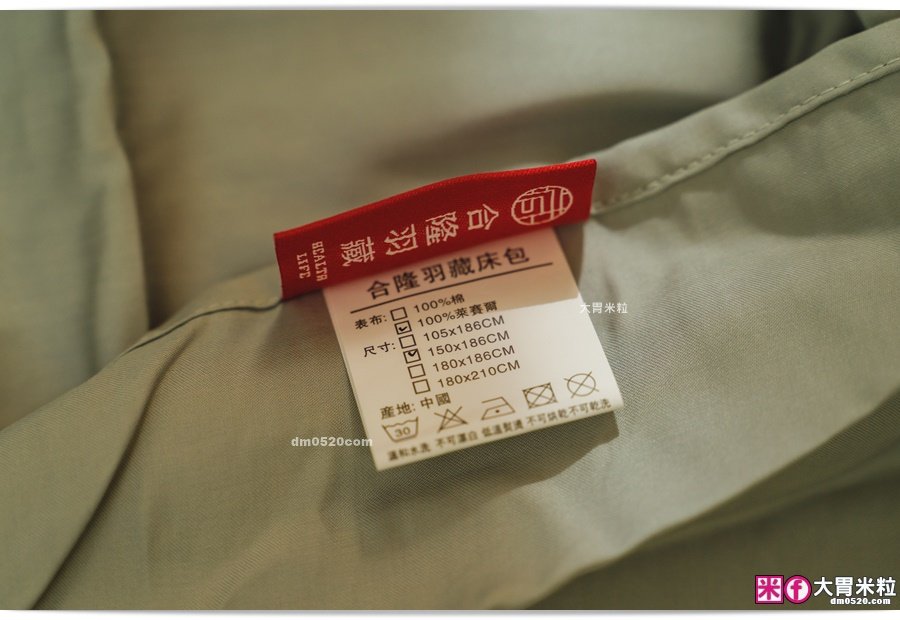 合隆羽藏
HEALTH
LIFE
合隆羽藏床包
表布: 100%棉
100%萊賽爾
尺寸: 105x186CM
150x186CM
180x186CM
180x210CM
產地: 中國
30
溫和水洗 不可漂白 低溫熨燙 不可烘乾 不可乾洗
大胃米粒
dm0520com
米 f 大胃米粒
dm0520.com